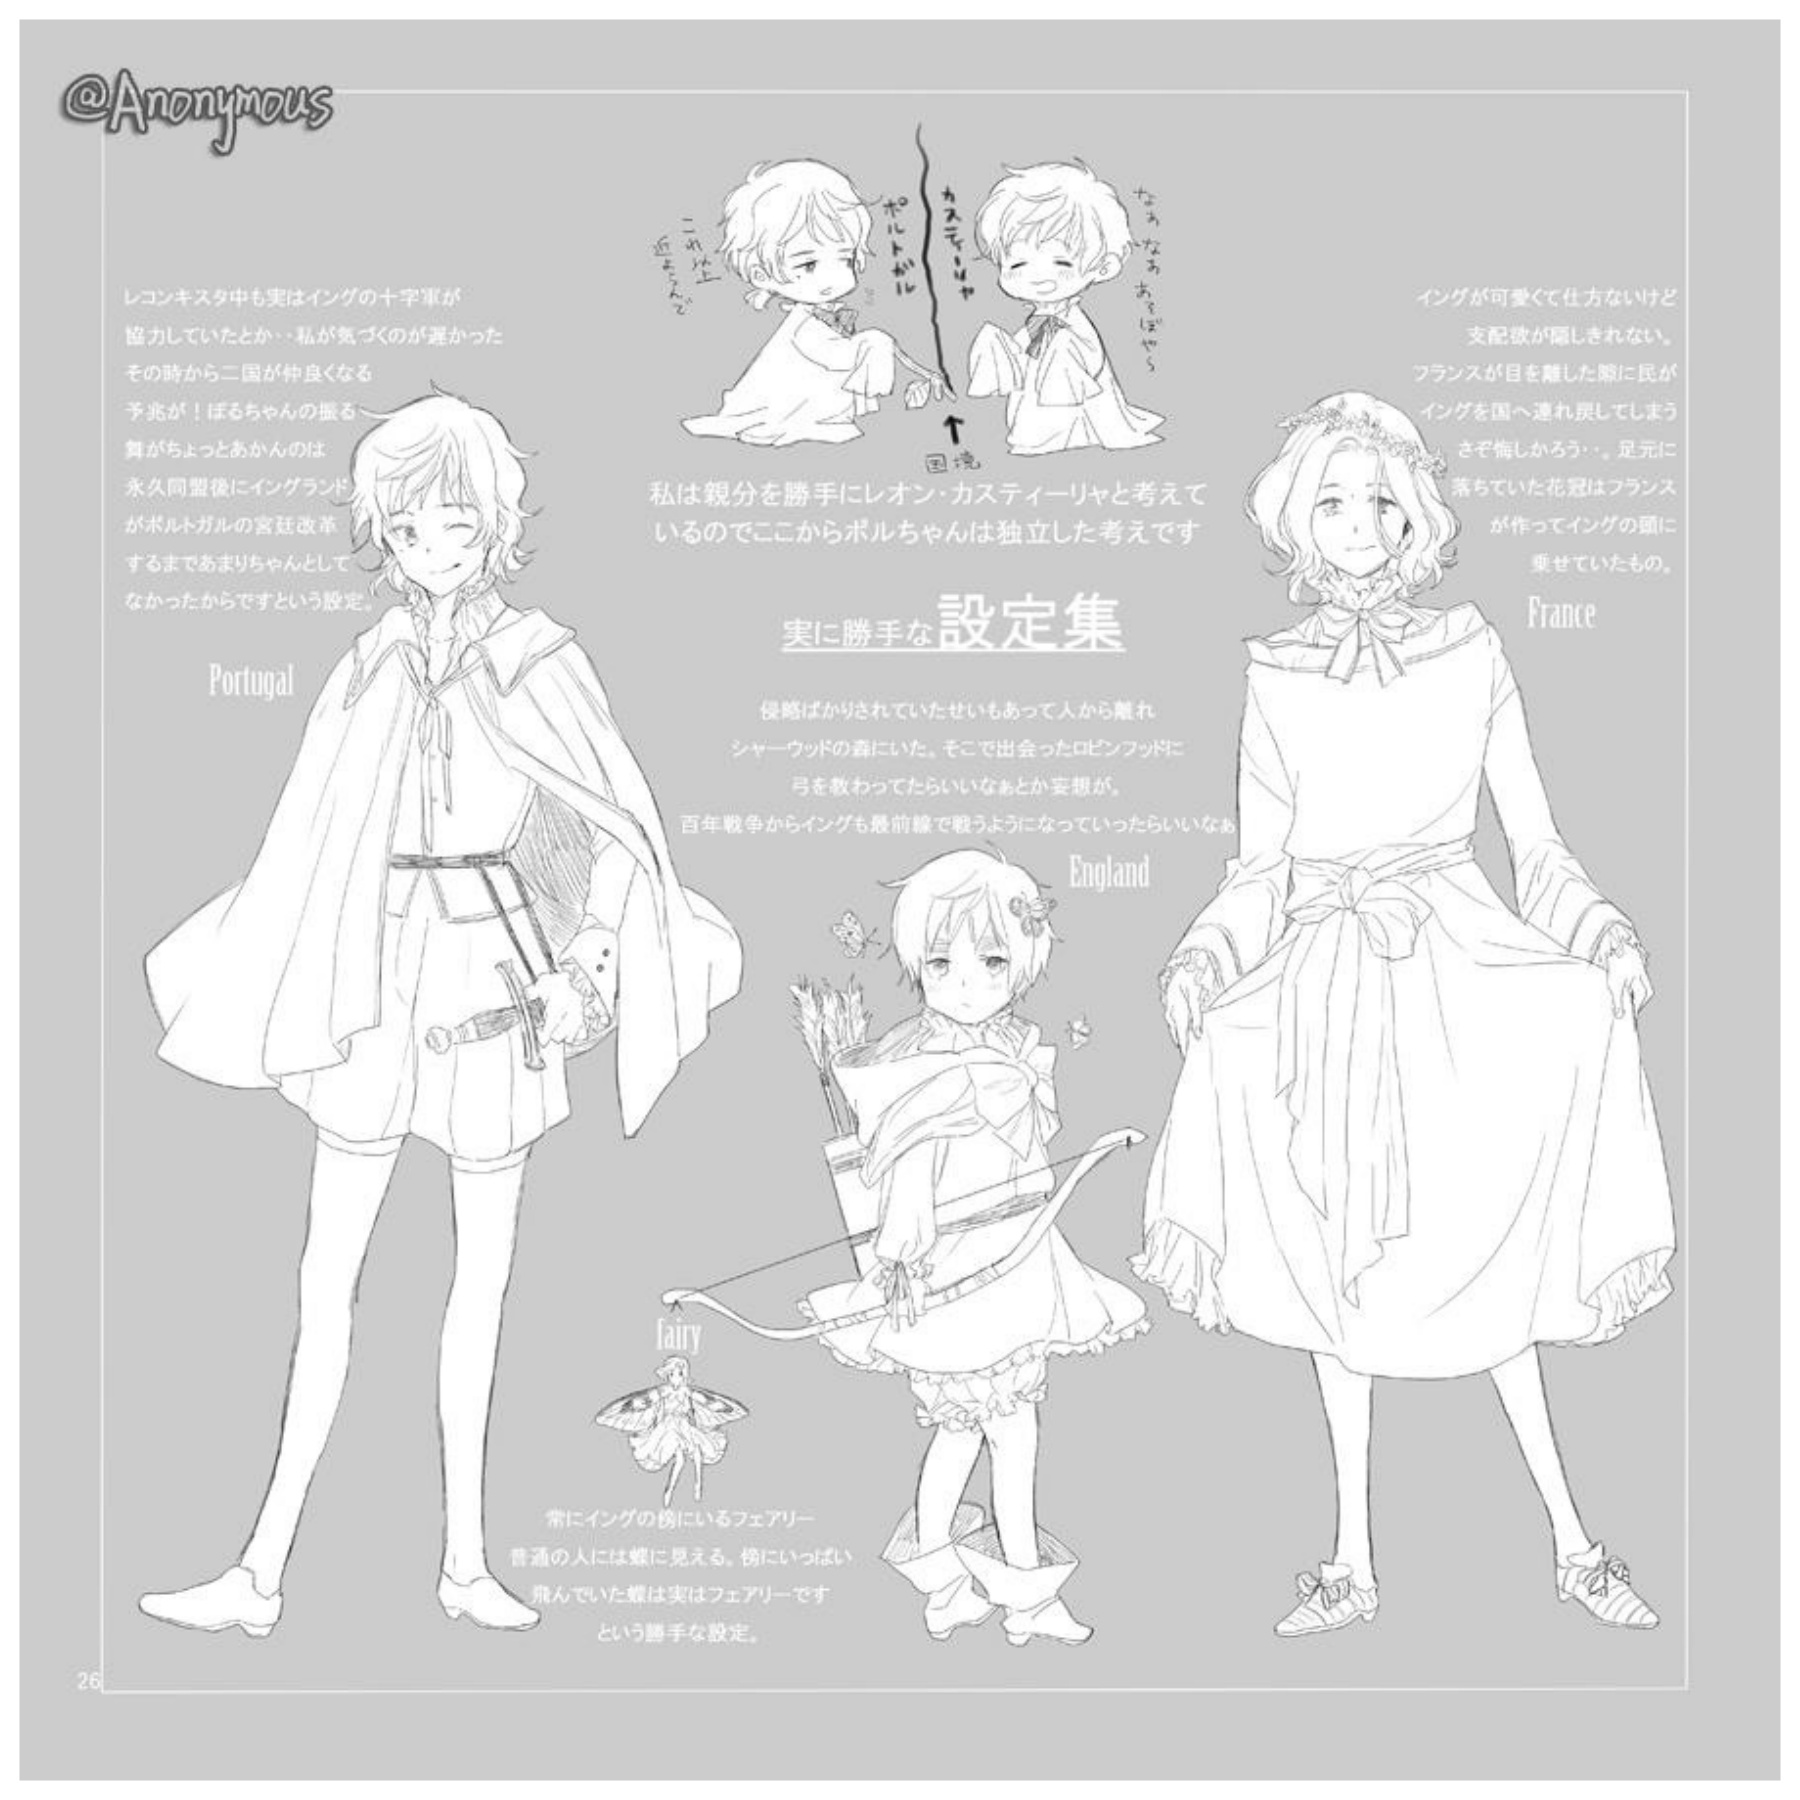 @Anonymous
カスティーリャ
ポルトガル
なぁなぁあそぼや~
これ以上
近よらんで
国境
レコンキスタ中も実はイングの十字軍が
協力していたとか‥私が気づくのが遅かった
その時から二国が仲良くなる
予兆が!ぽるちゃんの振る
舞がちょっとあかんのは
永久同盟後にイングランド
がポルトガルの宮廷改革
するまであまりちゃんとして
なかったからですという設定。
Portugal
私は親分を勝手にレオン・カスティーリャと考えて
いるのでここからポルちゃんは独立した考えです
実に勝手な設定集
イングが可愛くて仕方ないけど
支配欲が隠しきれない。
フランスが目を離した隙に民が
イングを国へ連れ戻してしまう
さぞ悔しかろう‥。足元に
落ちていた花冠はフランス
が作ってイングの頭に
乗せていたもの。
France
侵略ばかりされていたせいもあって人から離れ
シャーウッドの森にいた。そこで出会ったロビンフッドに
弓を教わってたらいいなぁとか妄想が。
百年戦争からイングも最前線で戦うようになっていったらいいなぁ
England
fairy
常にイングの傍にいるフェアリー
普通の人には蝶に見える。傍にいっぱい
飛んでいた蝶は実はフェアリーです
という勝手な設定。
26